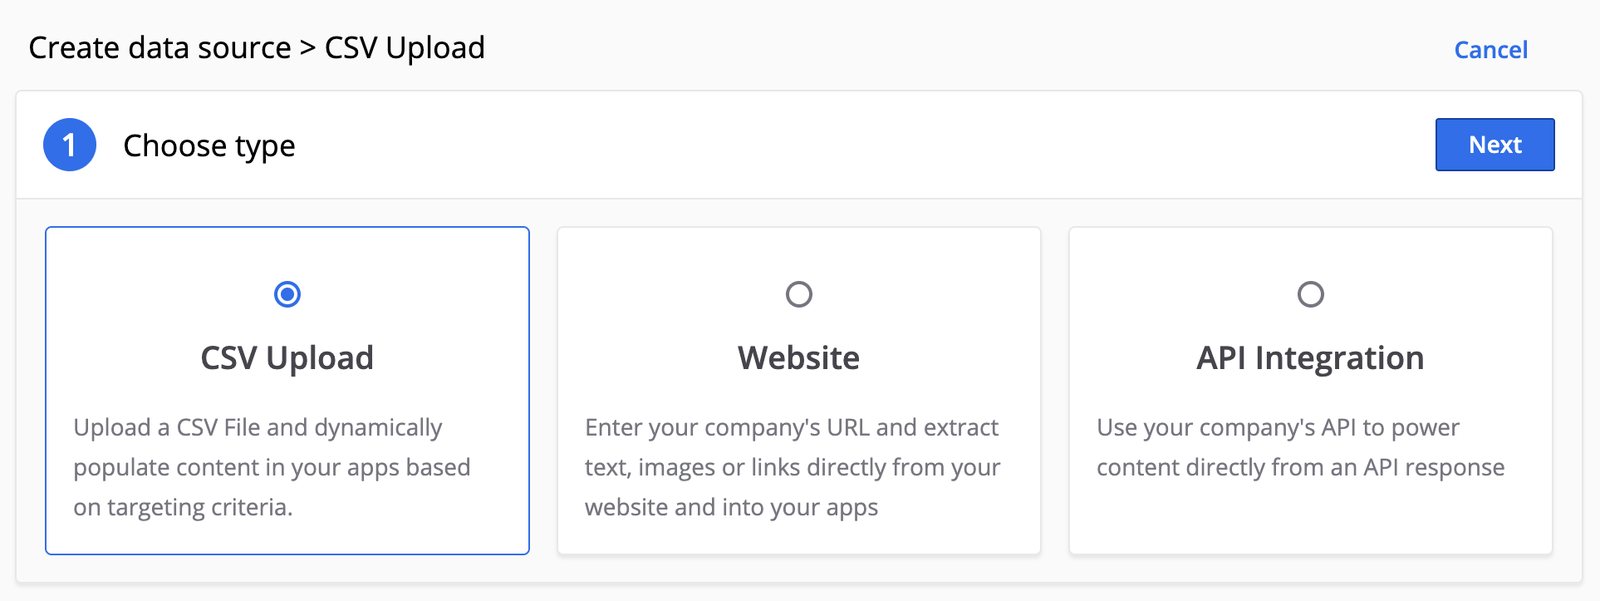 Create data source > CSV Upload
Cancel
1
Choose type
Next
CSV Upload
Upload a CSV File and dynamically
populate content in your apps based
on targeting criteria.
Website
Enter your company's URL and extract
text, images or links directly from your
website and into your apps
API Integration
Use your company's API to power
content directly from an API response